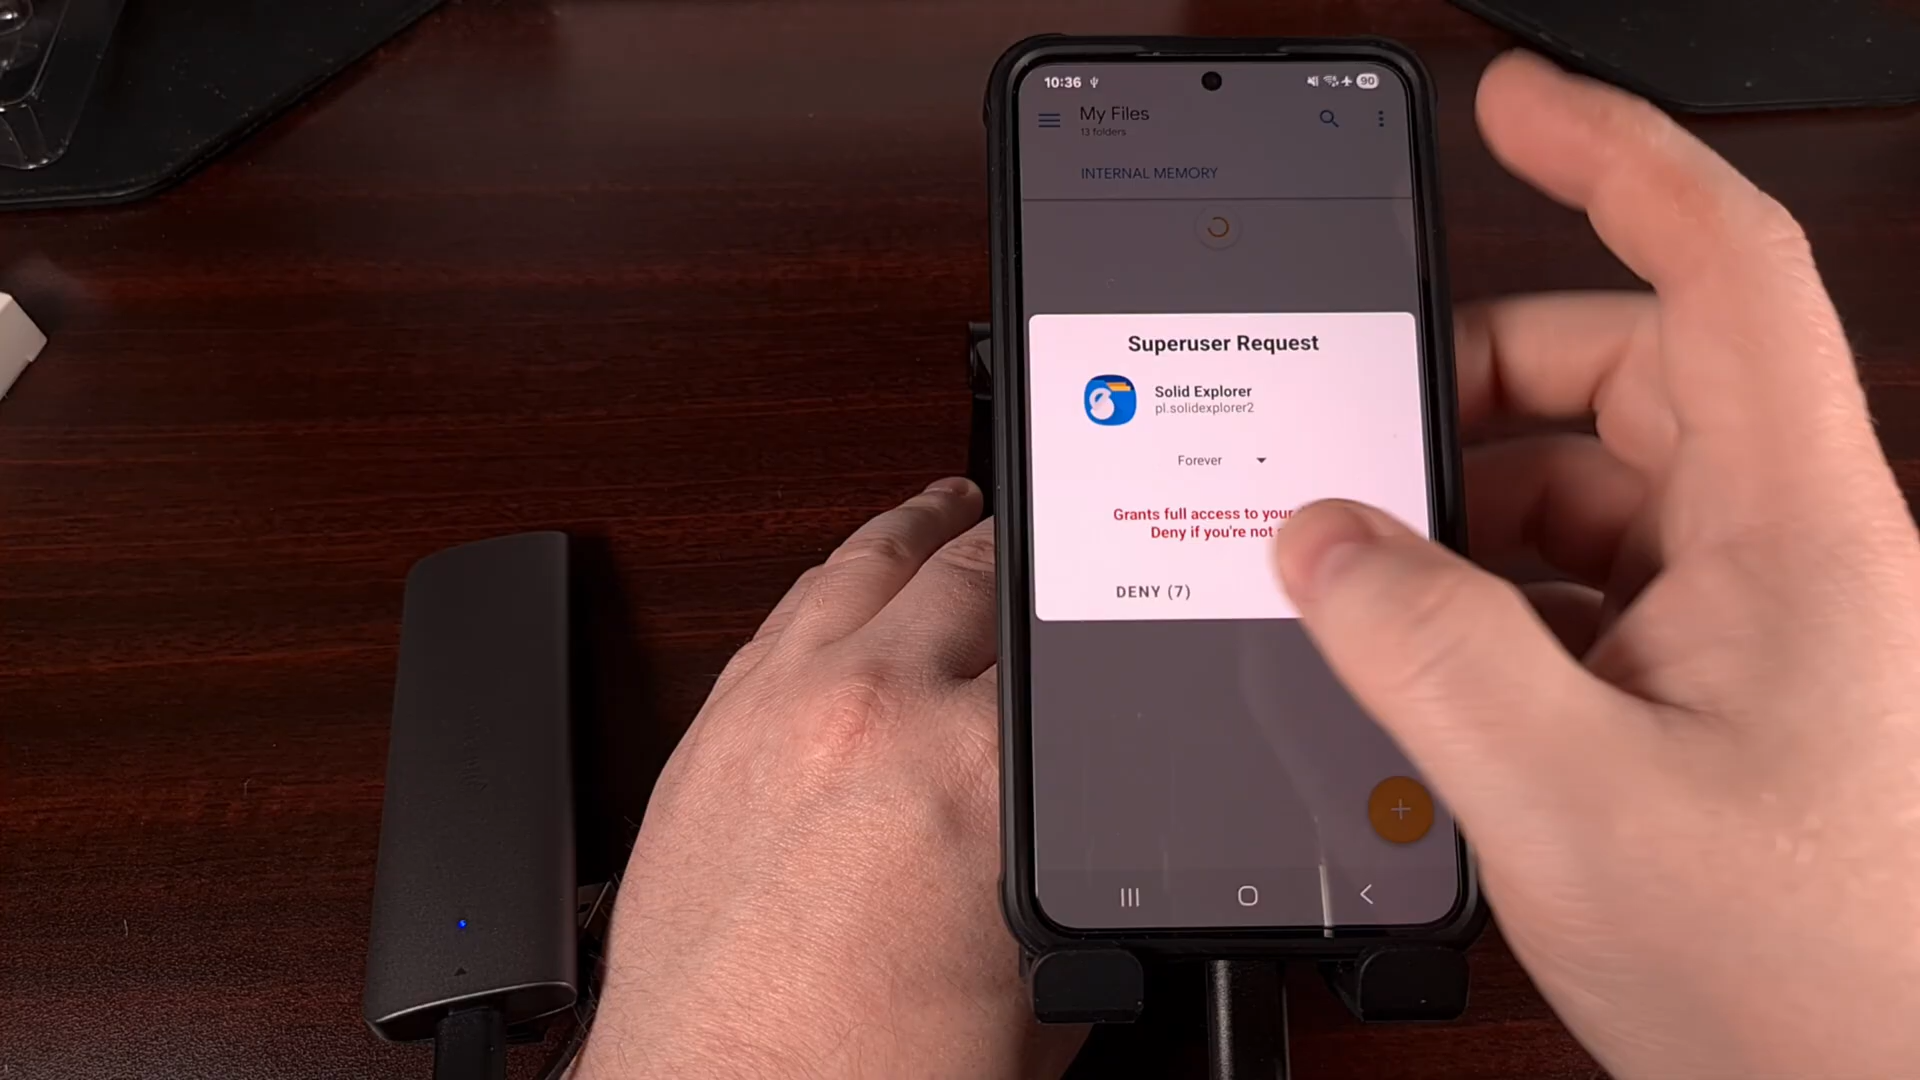 10:36
90
My Files
13 folders
INTERNAL MEMORY
Superuser Request
Solid Explorer
pl.solidexplorer2
Forever
Grants full access to your
Deny if you're not
DENY (7)